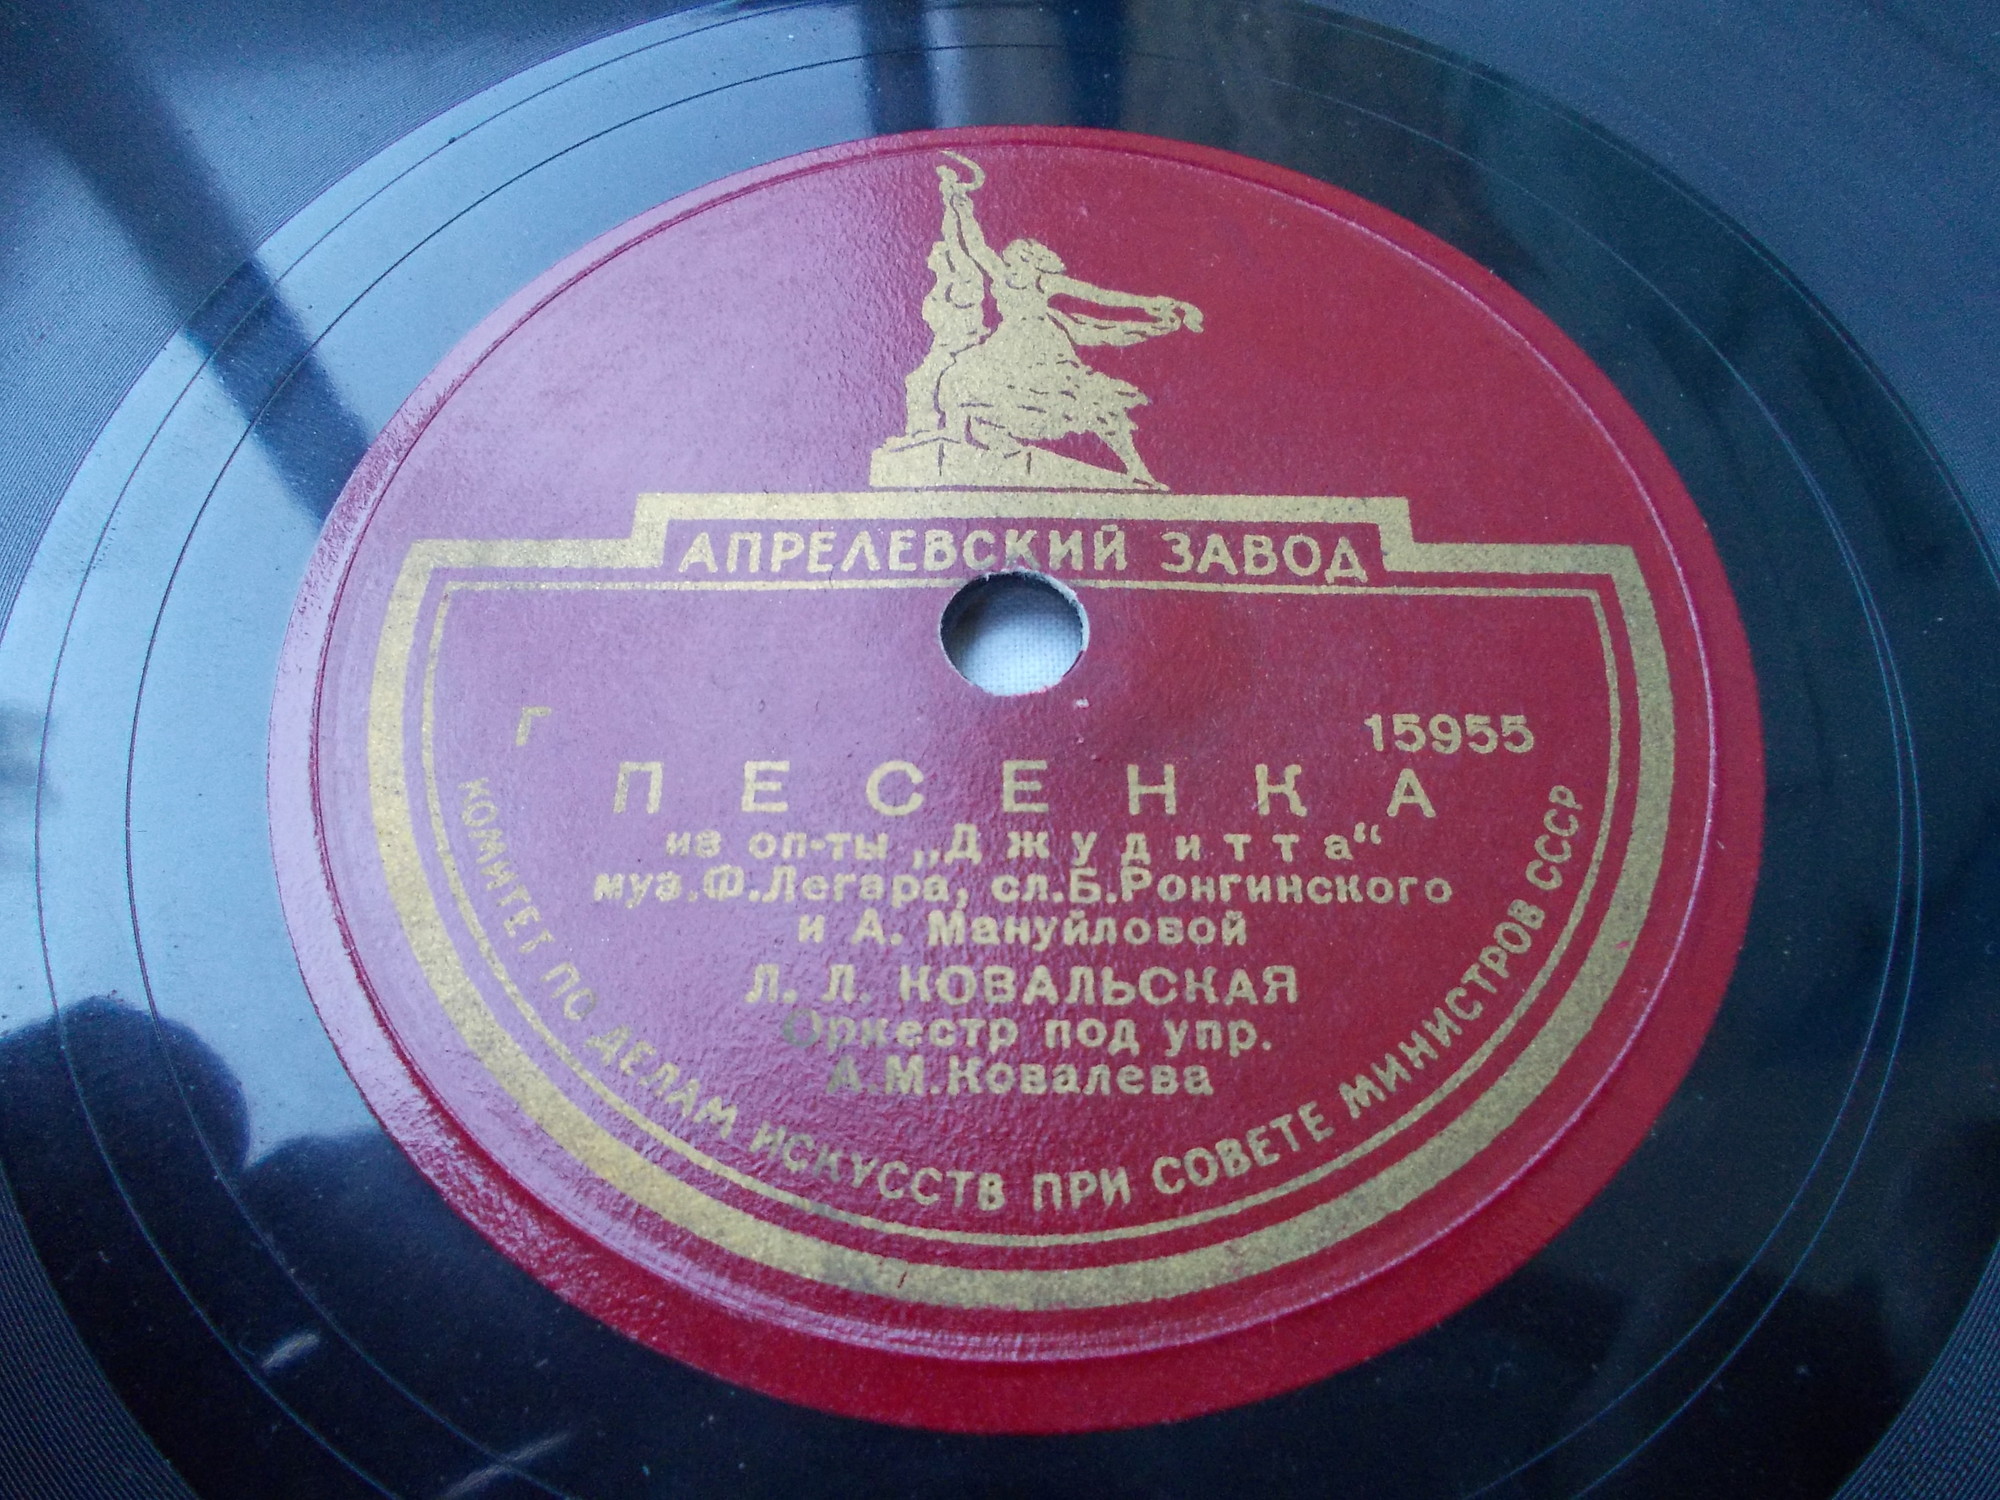 АПРЕЛЕВСКИЙ ЗАВОД
Г 15955
ПЕСЕНКА
из оп-ты „Джудитта“
муз.Ф.Легара, сл.Б.Ронгинского
и А. Мануйловой
Л. Л. КОВАЛЬСКАЯ
Оркестр под упр.
А.М.Ковалева
КОМИТЕТ ПО ДЕЛАМ ИСКУССТВ ПРИ СОВЕТЕ МИНИСТРОВ СССР